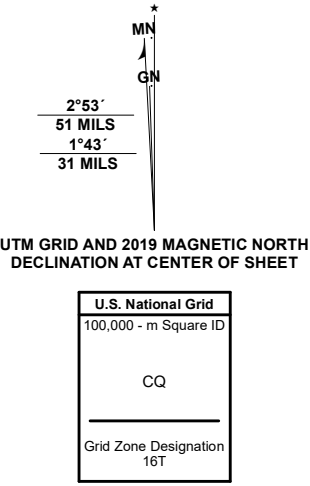 ★
MN
GN
2°53´
51 MILS
1°43´
31 MILS
UTM GRID AND 2019 MAGNETIC NORTH
DECLINATION AT CENTER OF SHEET
U.S. National Grid
100,000 - m Square ID
CQ
Grid Zone Designation
16T